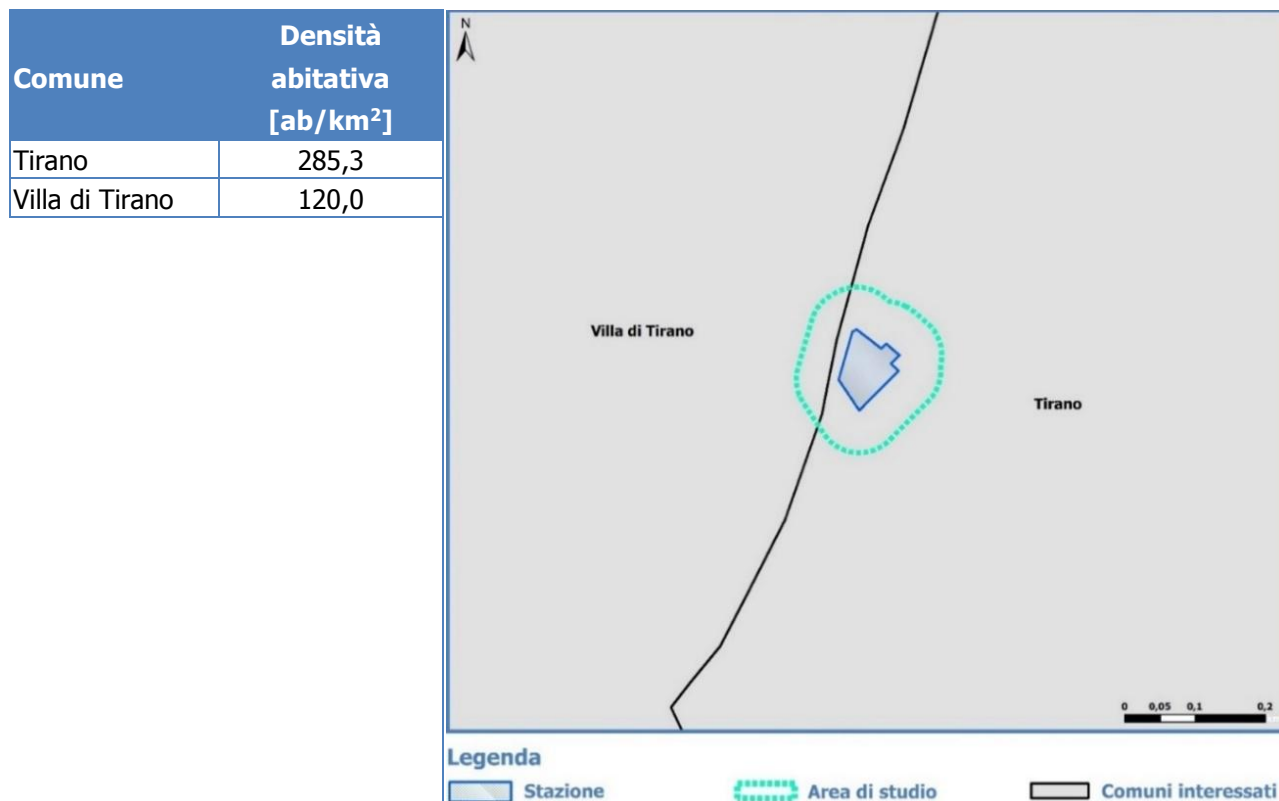 Comune
Densità
abitativa
[ab/km²]
Tirano 285,3
Villa di Tirano 120,0
N
Villa di Tirano
Tirano
0 0,05 0,1 0,2
Legenda
Stazione Area di studio Comuni interessati